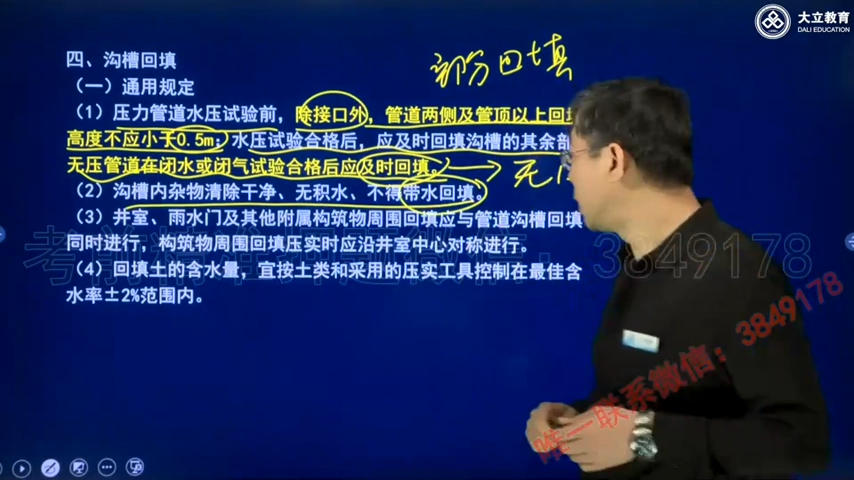 大立教育
DALI EDUCATION
部分回填
四、沟槽回填
（一）通用规定
（1）压力管道水压试验前，除接口外，管道两侧及管顶以上回填
高度不应小于0.5m；水压试验合格后，应及时回填沟槽的其余部
无压管道在闭水或闭气试验合格后应及时回填。
无
（2）沟槽内杂物清除干净、无积水、不得带水回填。
（3）井室、雨水门及其他附属构筑物周围回填应与管道沟槽回填
同时进行，构筑物周围回填压实时应沿井室中心对称进行。
（4）回填土的含水量，宜按土类和采用的压实工具控制在最佳含
水率±2%范围内。
3849178
唯一联系微信：3849178